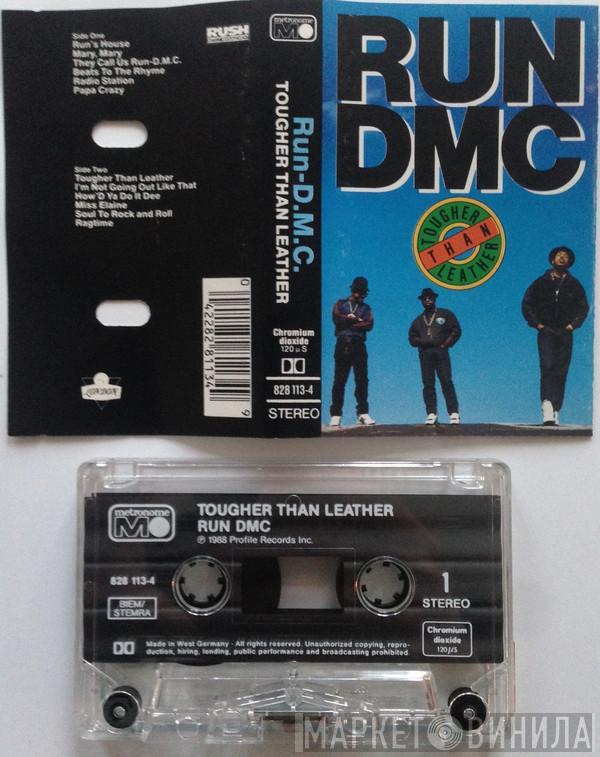 Side One
Run's House
Mary, Mary
They Call Us Run-D.M.C.
Beats To The Rhyme
Radio Station
Papa Crazy
RUSH
Side Two
Tougher Than Leather
I'm Not Going Out Like That
How'D Ya Do It Dee
Miss Elaine
Soul To Rock and Roll
Ragtime
LONDON
0 42282 81134 9
metronome
Run-D.M.C.
TOUGHER THAN LEATHER
Chromium
dioxide
120 µS
828 113-4
STEREO
RUN
DMC
TOUGHER
THAN
LEATHER
metronome
TOUGHER THAN LEATHER
RUN DMC
℗ 1988 Profile Records Inc.
828 113-4
BIEM/
STEMRA
1
STEREO
Made in West Germany · All rights reserved. Unauthorized copying, repro-
duction, hiring, lending, public performance and broadcasting prohibited
Chromium
dioxide
120 µs
МАРКЕТ ВИНИЛА